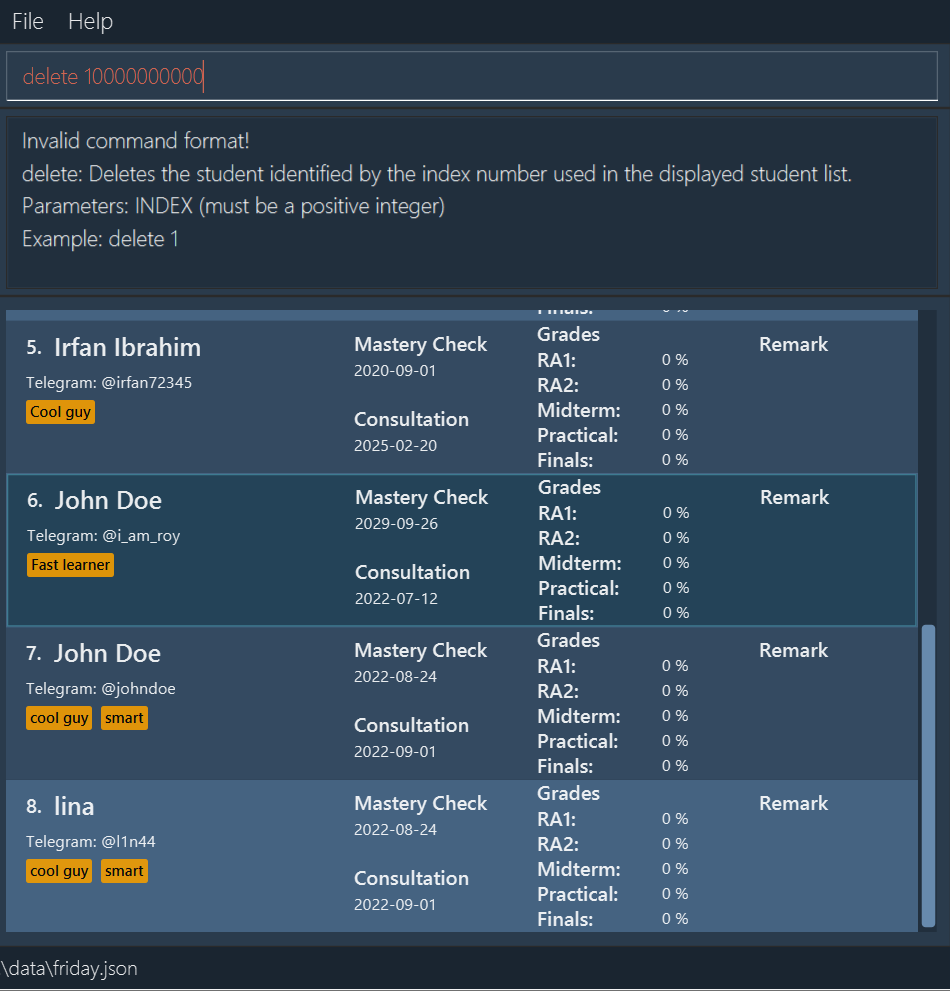 File Help
delete 10000000000
Invalid command format!
delete: Deletes the student identified by the index number used in the displayed student list.
Parameters: INDEX (must be a positive integer)
Example: delete 1
Finals: 0 %
5. Irfan Ibrahim
Telegram: @irfan72345
Cool guy
Mastery Check
2020-09-01
Consultation
2025-02-20
Grades
RA1: 0 %
RA2: 0 %
Midterm: 0 %
Practical: 0 %
Finals: 0 %
Remark
6. John Doe
Telegram: @i_am_roy
Fast learner
Mastery Check
2029-09-26
Consultation
2022-07-12
Grades
RA1: 0 %
RA2: 0 %
Midterm: 0 %
Practical: 0 %
Finals: 0 %
Remark
7. John Doe
Telegram: @johndoe
cool guy smart
Mastery Check
2022-08-24
Consultation
2022-09-01
Grades
RA1: 0 %
RA2: 0 %
Midterm: 0 %
Practical: 0 %
Finals: 0 %
Remark
8. lina
Telegram: @l1n44
cool guy smart
Mastery Check
2022-08-24
Consultation
2022-09-01
Grades
RA1: 0 %
RA2: 0 %
Midterm: 0 %
Practical: 0 %
Finals: 0 %
Remark
\data\friday.json